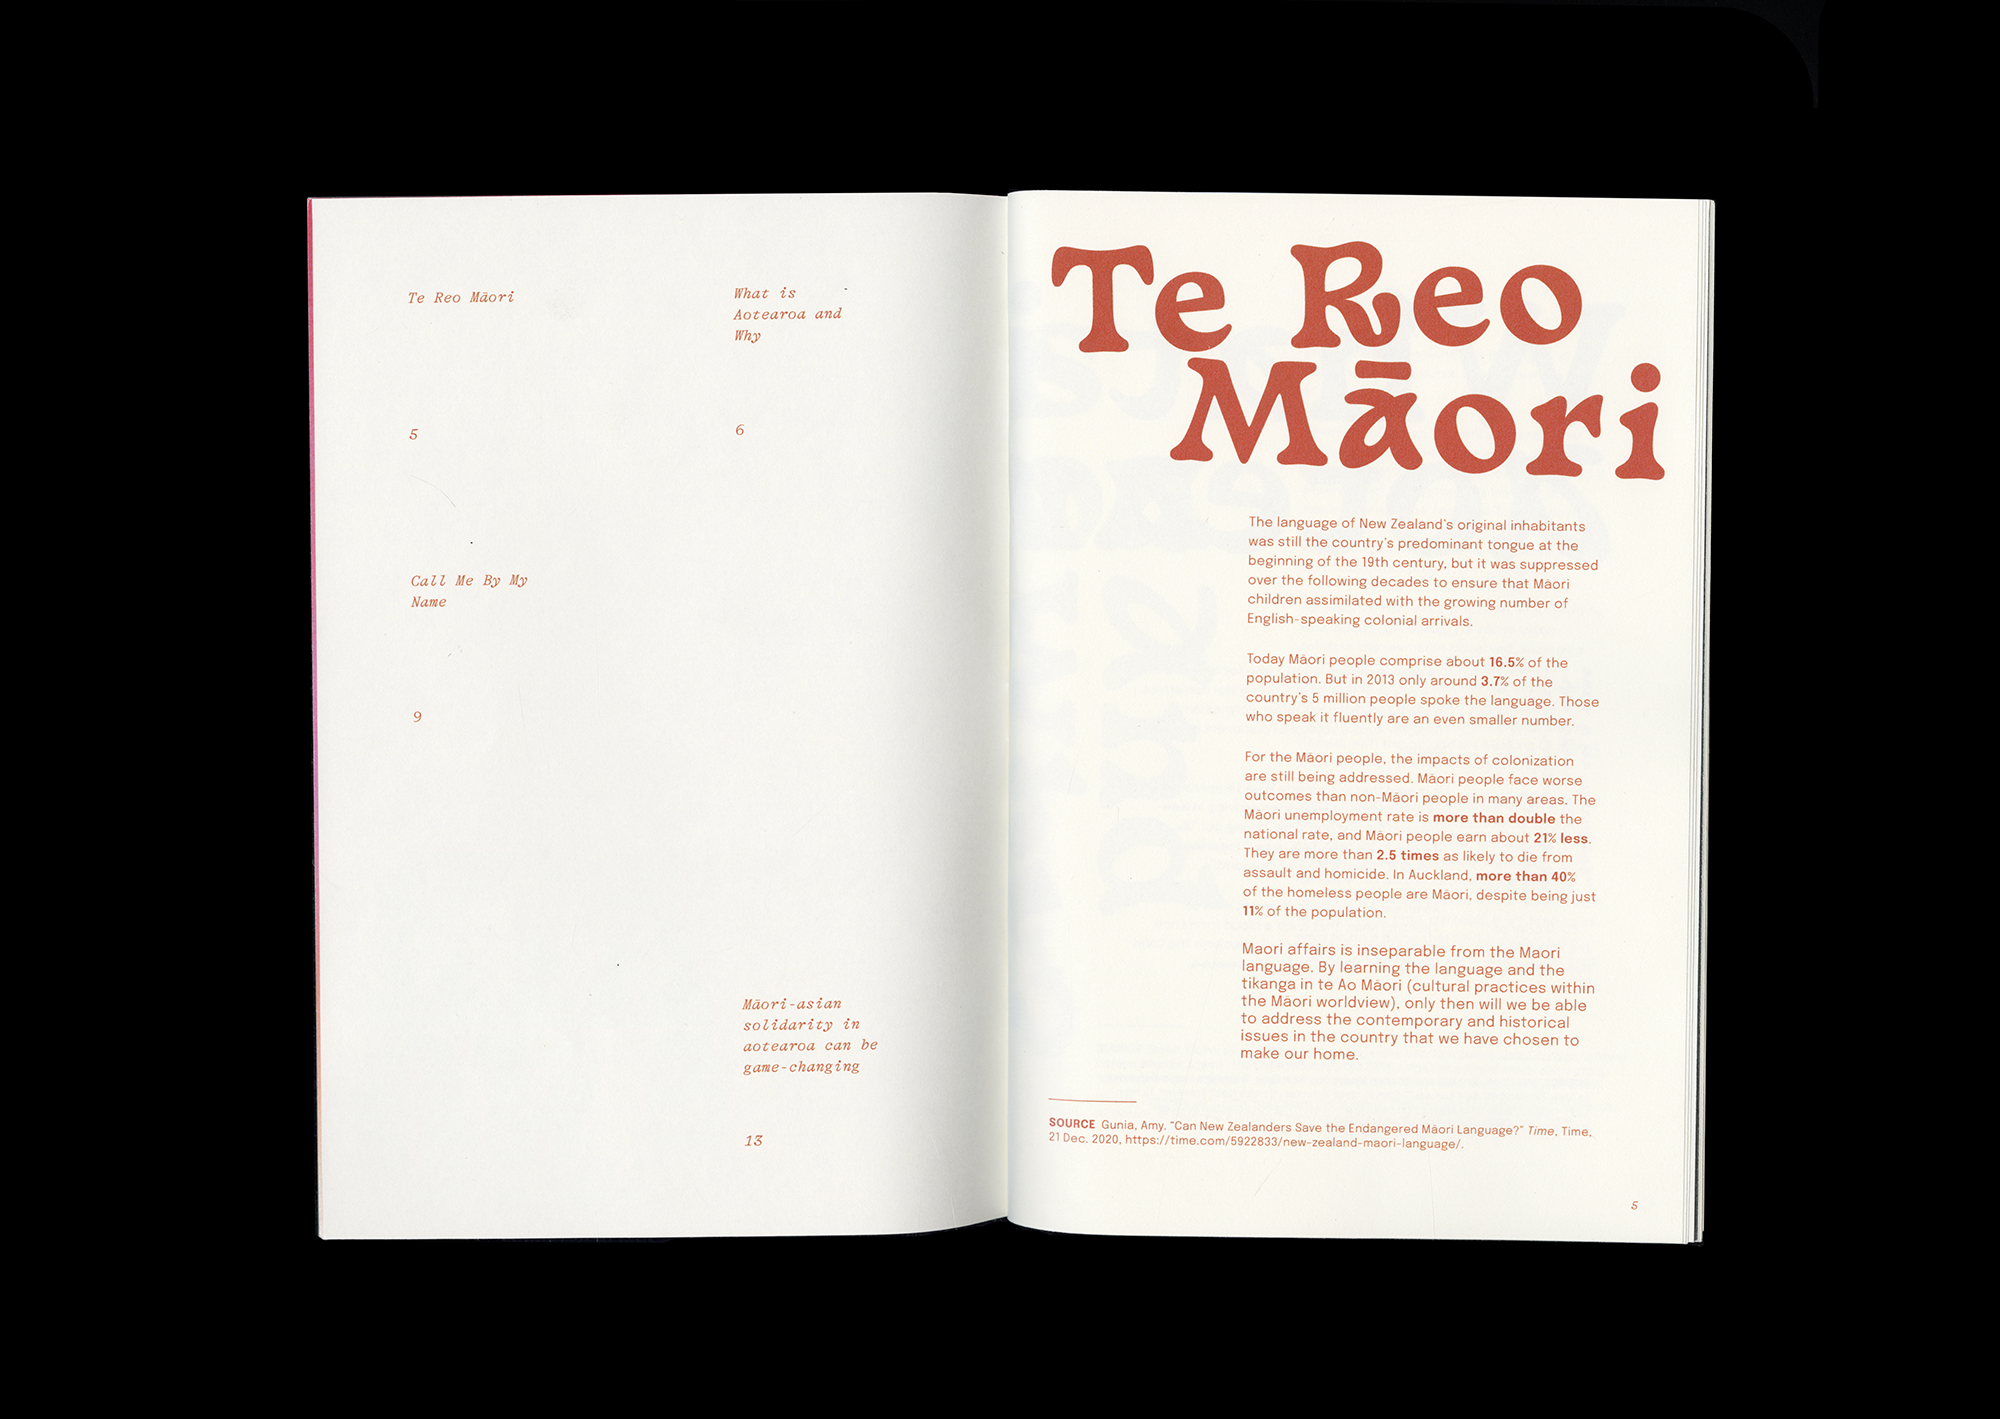 Te Reo Māori
5
What is
Aotearoa and
Why
6
Call Me By My
Name
9
Māori-asian
solidarity in
aotearoa can be
game-changing
13
Te Reo
Māori
The language of New Zealand's original inhabitants
was still the country's predominant tongue at the
beginning of the 19th century, but it was suppressed
over the following decades to ensure that Māori
children assimilated with the growing number of
English-speaking colonial arrivals.
Today Māori people comprise about 16.5% of the
population. But in 2013 only around 3.7% of the
country's 5 million people spoke the language. Those
who speak it fluently are an even smaller number.
For the Māori people, the impacts of colonization
are still being addressed. Māori people face worse
outcomes than non-Māori people in many areas. The
Māori unemployment rate is more than double the
national rate, and Māori people earn about 21% less.
They are more than 2.5 times as likely to die from
assault and homicide. In Auckland, more than 40%
of the homeless people are Māori, despite being just
11% of the population.
Maori affairs is inseparable from the Maori
language. By learning the language and the
tikanga in te Ao Māori (cultural practices within
the Māori worldview), only then will we be able
to address the contemporary and historical
issues in the country that we have chosen to
make our home.
SOURCE Gunia, Amy. "Can New Zealanders Save the Endangered Māori Language?" Time, Time,
21 Dec. 2020, https://time.com/5922833/new-zealand-maori-language/.
5